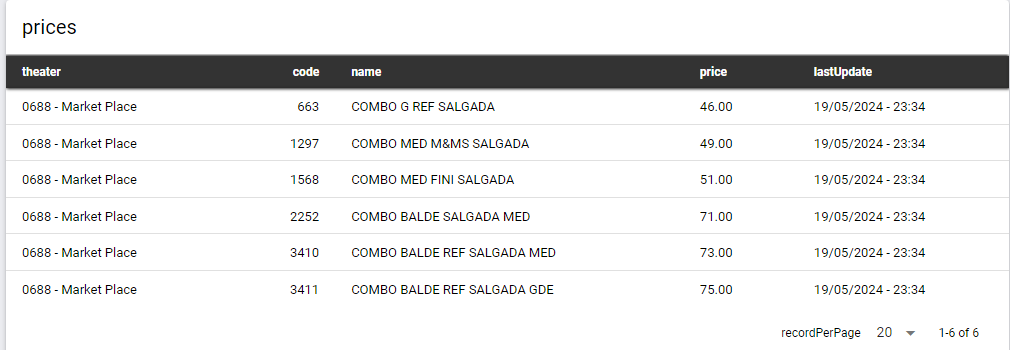 prices
theater code name price lastUpdate
0688 - Market Place 663 COMBO G REF SALGADA 46.00 19/05/2024 - 23:34
0688 - Market Place 1297 COMBO MED M&MS SALGADA 49.00 19/05/2024 - 23:34
0688 - Market Place 1568 COMBO MED FINI SALGADA 51.00 19/05/2024 - 23:34
0688 - Market Place 2252 COMBO BALDE SALGADA MED 71.00 19/05/2024 - 23:34
0688 - Market Place 3410 COMBO BALDE REF SALGADA MED 73.00 19/05/2024 - 23:34
0688 - Market Place 3411 COMBO BALDE REF SALGADA GDE 75.00 19/05/2024 - 23:34
recordPerPage 20 1-6 of 6